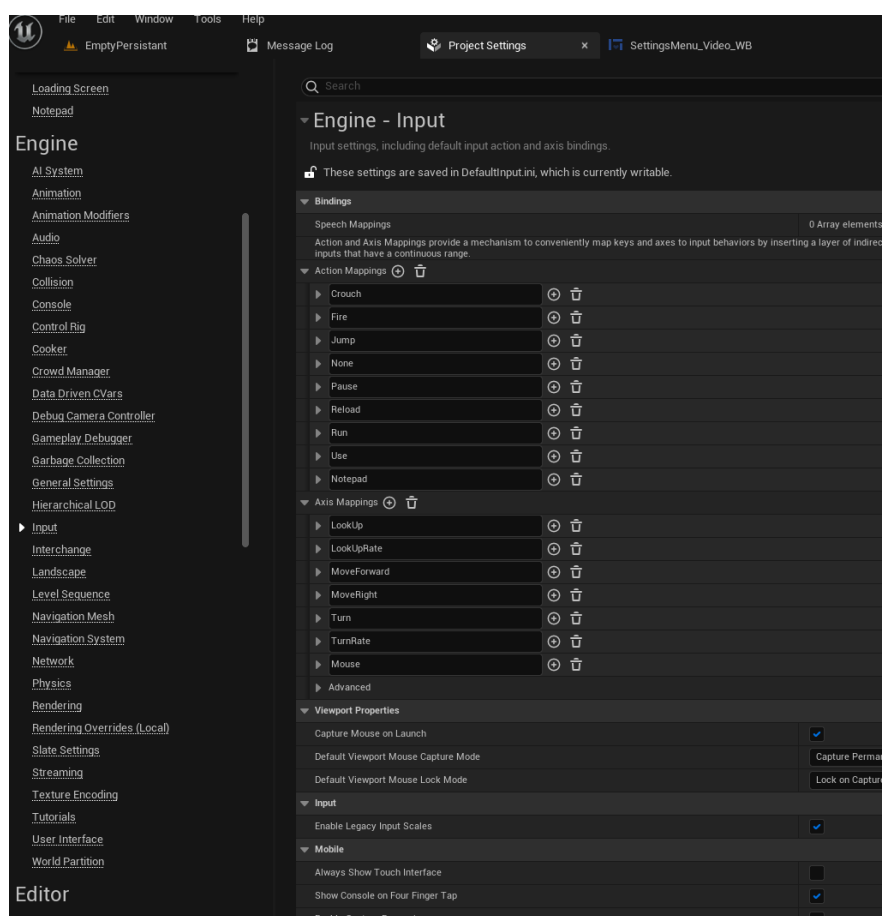 File Edit Window Tools Help
EmptyPersistant Message Log Project Settings × SettingsMenu_Video_WB
Loading Screen
Notepad
Engine
AI System
Animation
Animation Modifiers
Audio
Chaos Solver
Collision
Console
Control Rig
Cooker
Crowd Manager
Data Driven CVars
Debug Camera Controller
Gameplay Debugger
Garbage Collection
General Settings
Hierarchical LOD
Input
Interchange
Landscape
Level Sequence
Navigation Mesh
Navigation System
Network
Physics
Rendering
Rendering Overrides (Local)
Slate Settings
Streaming
Texture Encoding
Tutorials
User Interface
World Partition
Editor
Search
Engine - Input
Input settings, including default input action and axis bindings.
These settings are saved in DefaultInput.ini, which is currently writable.
Bindings
Speech Mappings 0 Array elements
Action and Axis Mappings provide a mechanism to conveniently map keys and axes to input behaviors by inserting a layer of indirec
inputs that have a continuous range.
Action Mappings
Crouch
Fire
Jump
None
Pause
Reload
Run
Use
Notepad
Axis Mappings
LookUp
LookUpRate
MoveForward
MoveRight
Turn
TurnRate
Mouse
Advanced
Viewport Properties
Capture Mouse on Launch
Default Viewport Mouse Capture Mode Capture Perma
Default Viewport Mouse Lock Mode Lock on Capture
Input
Enable Legacy Input Scales
Mobile
Always Show Touch Interface
Show Console on Four Finger Tap